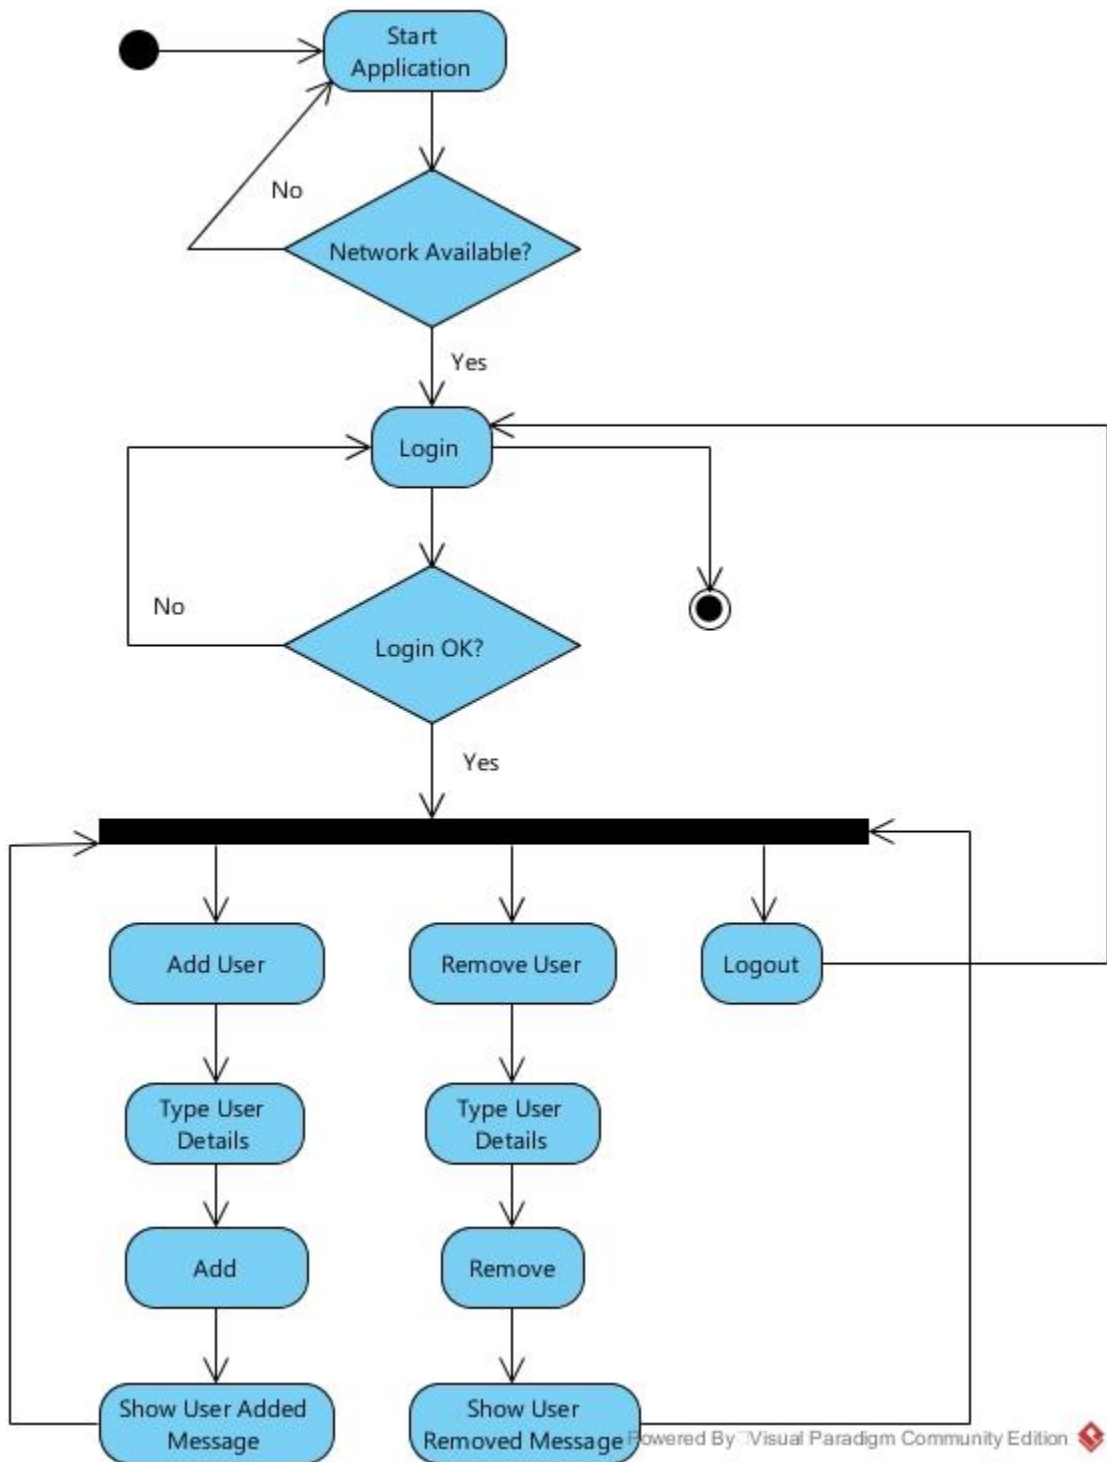 Start
Application
No
Network Available?
Yes
Login
No
Login OK?
Yes
Add User
Remove User
Logout
Type User
Details
Type User
Details
Add
Remove
Show User Added
Message
Show User
Removed Message
Powered By Visual Paradigm Community Edition